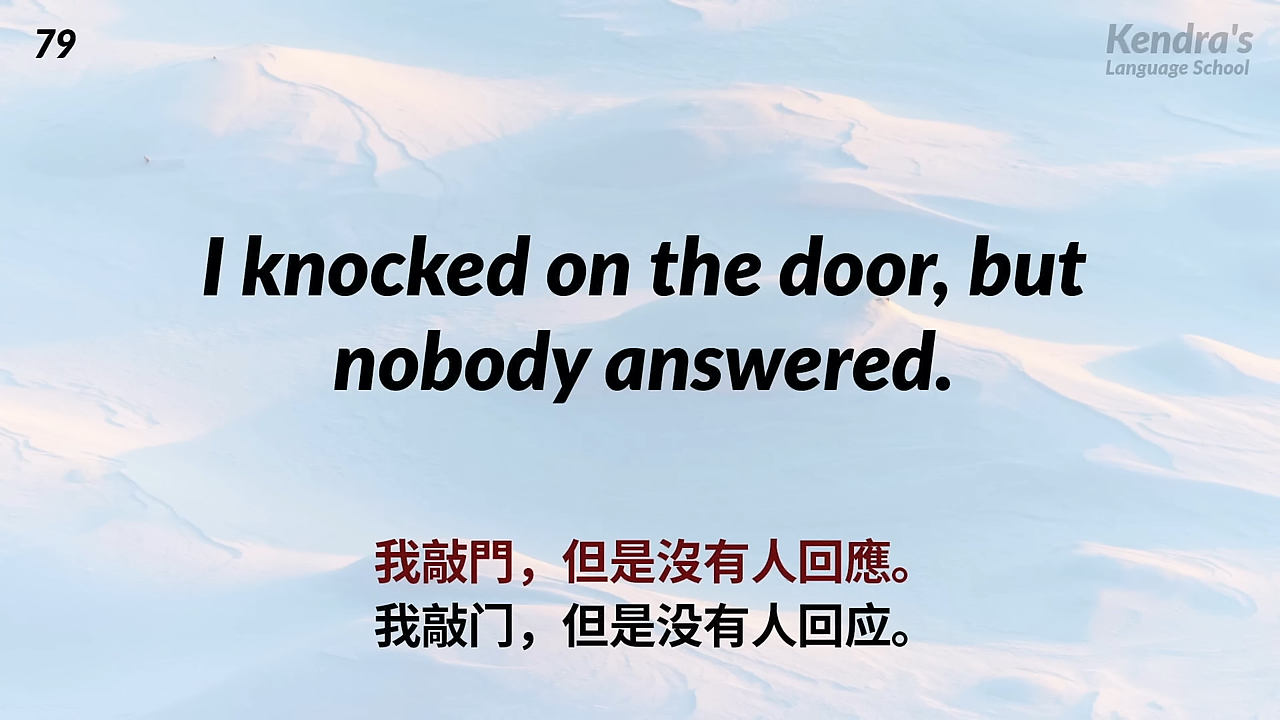 79
Kendra's
Language School
I knocked on the door, but
nobody answered.
我敲門，但是沒有人回應。
我敲门，但是没有人回应。